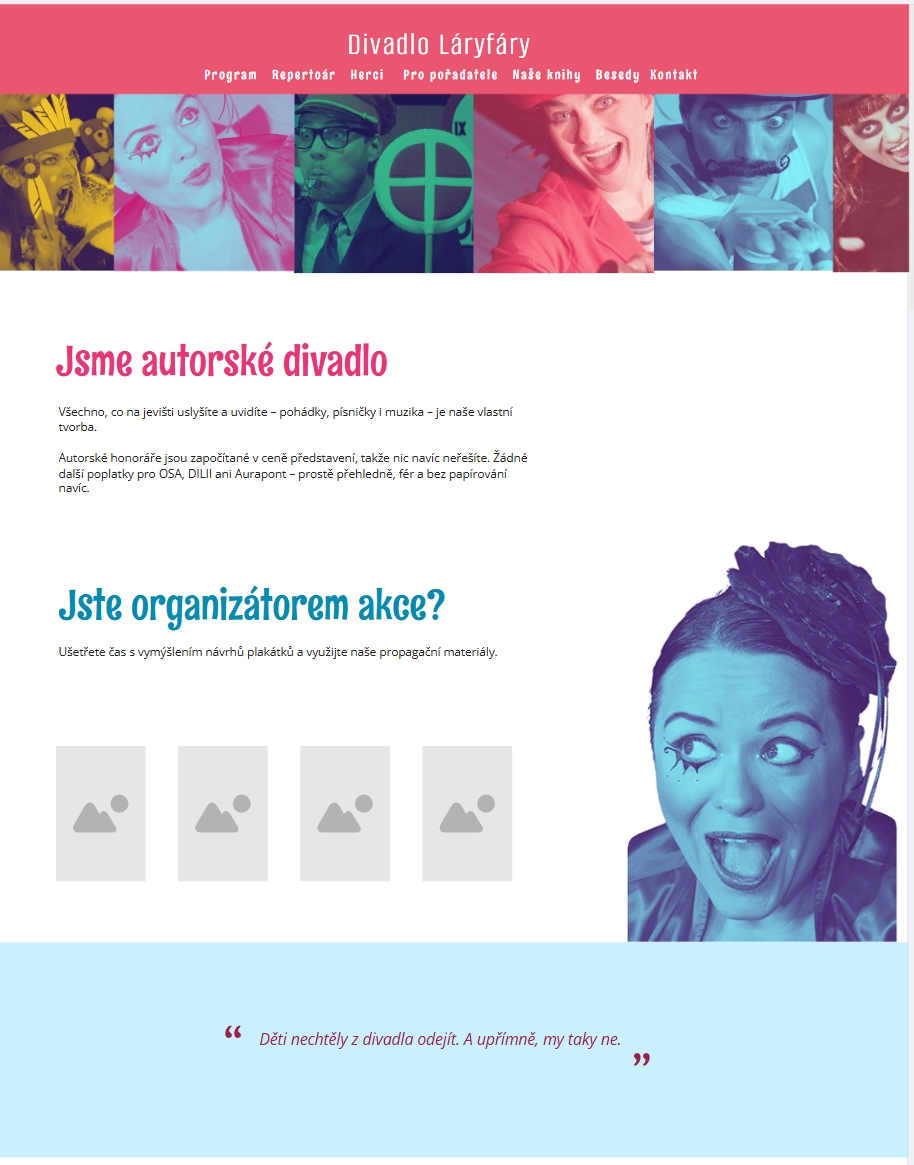 Divadlo Láryfáry
Program Repertoár Herci Pro pořadatele Naše knihy Besedy Kontakt
IX
Jsme autorské divadlo
Všechno, co na jevišti uslyšíte a uvidíte – pohádky, písničky i muzika – je naše vlastní
tvorba.
Autorské honoráře jsou započítané v ceně představení, takže nic navíc neřešíte. Žádné
další poplatky pro OSA, DILII ani Aurapont – prostě přehledně, fér a bez papírování
navíc.
Jste organizátorem akce?
Ušetřete čas s vymýšlením návrhů plakátků a využijte naše propagační materiály.
“ Děti nechtěly z divadla odejít. A upřímně, my taky ne.
”